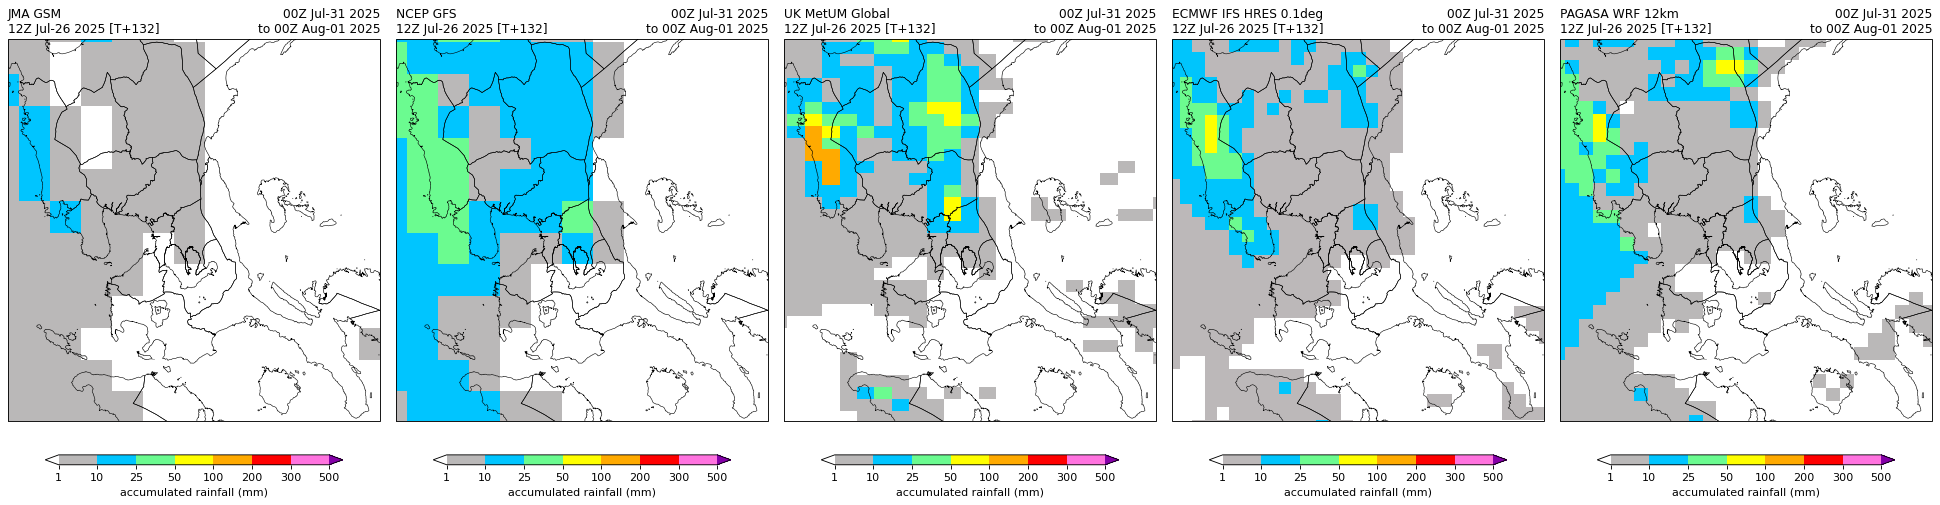 JMA GSM 00Z Jul-31 2025
12Z Jul-26 2025 [T+132] to 00Z Aug-01 2025
1 10 25 50 100 200 300 500
accumulated rainfall (mm)
NCEP GFS 00Z Jul-31 2025
12Z Jul-26 2025 [T+132] to 00Z Aug-01 2025
1 10 25 50 100 200 300 500
accumulated rainfall (mm)
UK MetUM Global 00Z Jul-31 2025
12Z Jul-26 2025 [T+132] to 00Z Aug-01 2025
1 10 25 50 100 200 300 500
accumulated rainfall (mm)
ECMWF IFS HRES 0.1deg 00Z Jul-31 2025
12Z Jul-26 2025 [T+132] to 00Z Aug-01 2025
1 10 25 50 100 200 300 500
accumulated rainfall (mm)
PAGASA WRF 12km 00Z Jul-31 2025
12Z Jul-26 2025 [T+132] to 00Z Aug-01 2025
1 10 25 50 100 200 300 500
accumulated rainfall (mm)